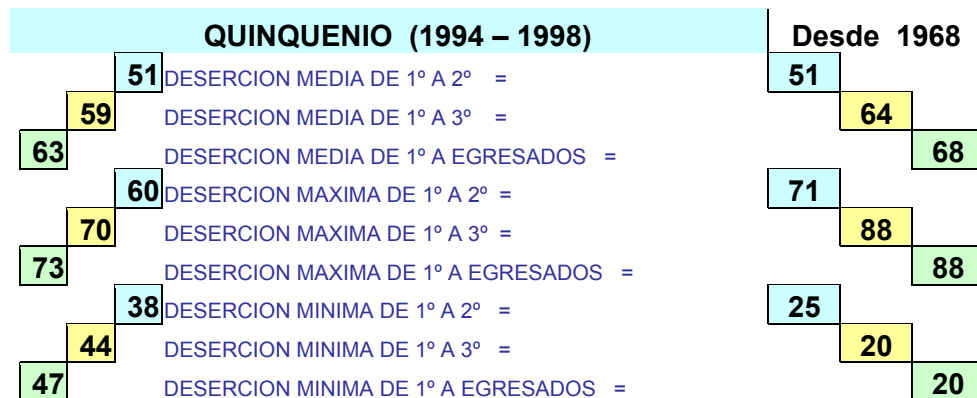 QUINQUENIO (1994 – 1998) Desde 1968
51 DESERCION MEDIA DE 1º A 2º = 51
59 DESERCION MEDIA DE 1º A 3º = 64
63 DESERCION MEDIA DE 1º A EGRESADOS = 68
60 DESERCION MAXIMA DE 1º A 2º = 71
70 DESERCION MAXIMA DE 1º A 3º = 88
73 DESERCION MAXIMA DE 1º A EGRESADOS = 88
38 DESERCION MINIMA DE 1º A 2º = 25
44 DESERCION MINIMA DE 1º A 3º = 20
47 DESERCION MINIMA DE 1º A EGRESADOS = 20